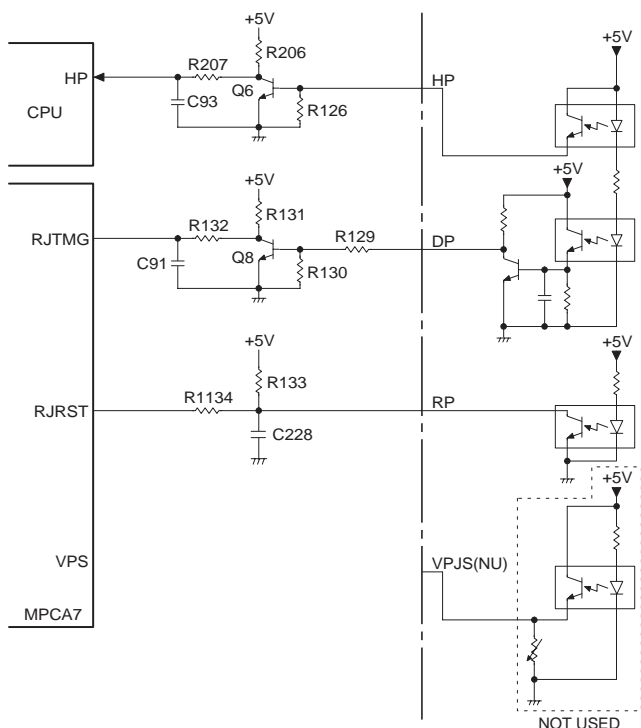 +5V
R206
R207
HP
Q6
C93
R126
CPU
HP
+5V
+5V
R131
R132
RJTMG
Q8
C91
R130
R129
DP
+5V
+5V
R133
R1134
RJRST
C228
RP
+5V
VPS
MPCA7
VPJS(NU)
+5V
NOT USED